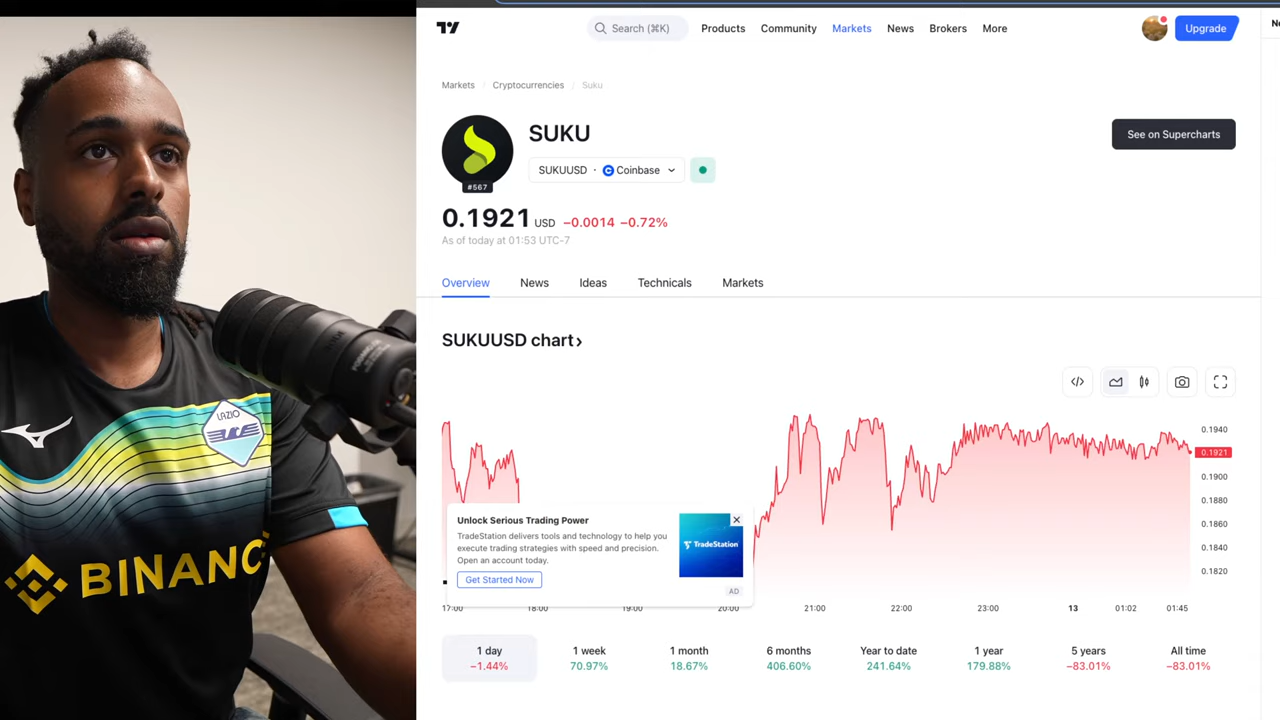 Search (⌘K)
Products
Community
Markets
News
Brokers
More
Upgrade
Markets / Cryptocurrencies / Suku
#567
SUKU
SUKUUSD · Coinbase
See on Supercharts
0.1921 USD −0.0014 −0.72%
As of today at 01:53 UTC-7
Overview
News
Ideas
Technicals
Markets
SUKUUSD chart›
0.1940
0.1921
0.1900
0.1880
0.1860
0.1840
0.1820
Unlock Serious Trading Power
TradeStation delivers tools and technology to help you
execute trading strategies with speed and precision.
Open an account today.
Get Started Now
TradeStation
AD
17:00
18:00
19:00
20:00
21:00
22:00
23:00
13
01:02
01:45
1 day
−1.44%
1 week
70.97%
1 month
18.67%
6 months
406.60%
Year to date
241.64%
1 year
179.88%
5 years
−83.01%
All time
−83.01%
LAZIO
BINANC